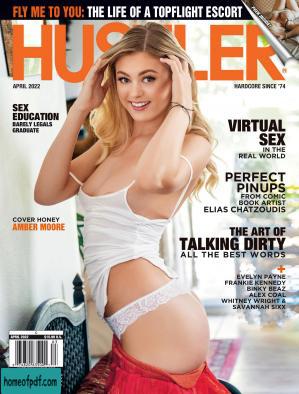 FLY ME TO YOU: THE LIFE OF A TOPFLIGHT ESCORT
HUSTLER
APRIL 2022
HARDCORE SINCE '74
SEX
EDUCATION
BARELY LEGALS
GRADUATE
VIRTUAL
SEX
IN THE
REAL WORLD
PERFECT
PINUPS
FROM COMIC
BOOK ARTIST
ELIAS CHATZOUDIS
COVER HONEY
AMBER MOORE
THE ART OF
TALKING DIRTY
ALL THE BEST WORDS
+
EVELYN PAYNE
FRANKIE KENNEDY
BINKY BEAZ
ALEX COAL
WHITNEY WRIGHT &
SAVANNAH SIXX
APRIL 2022
homeofpdf.com